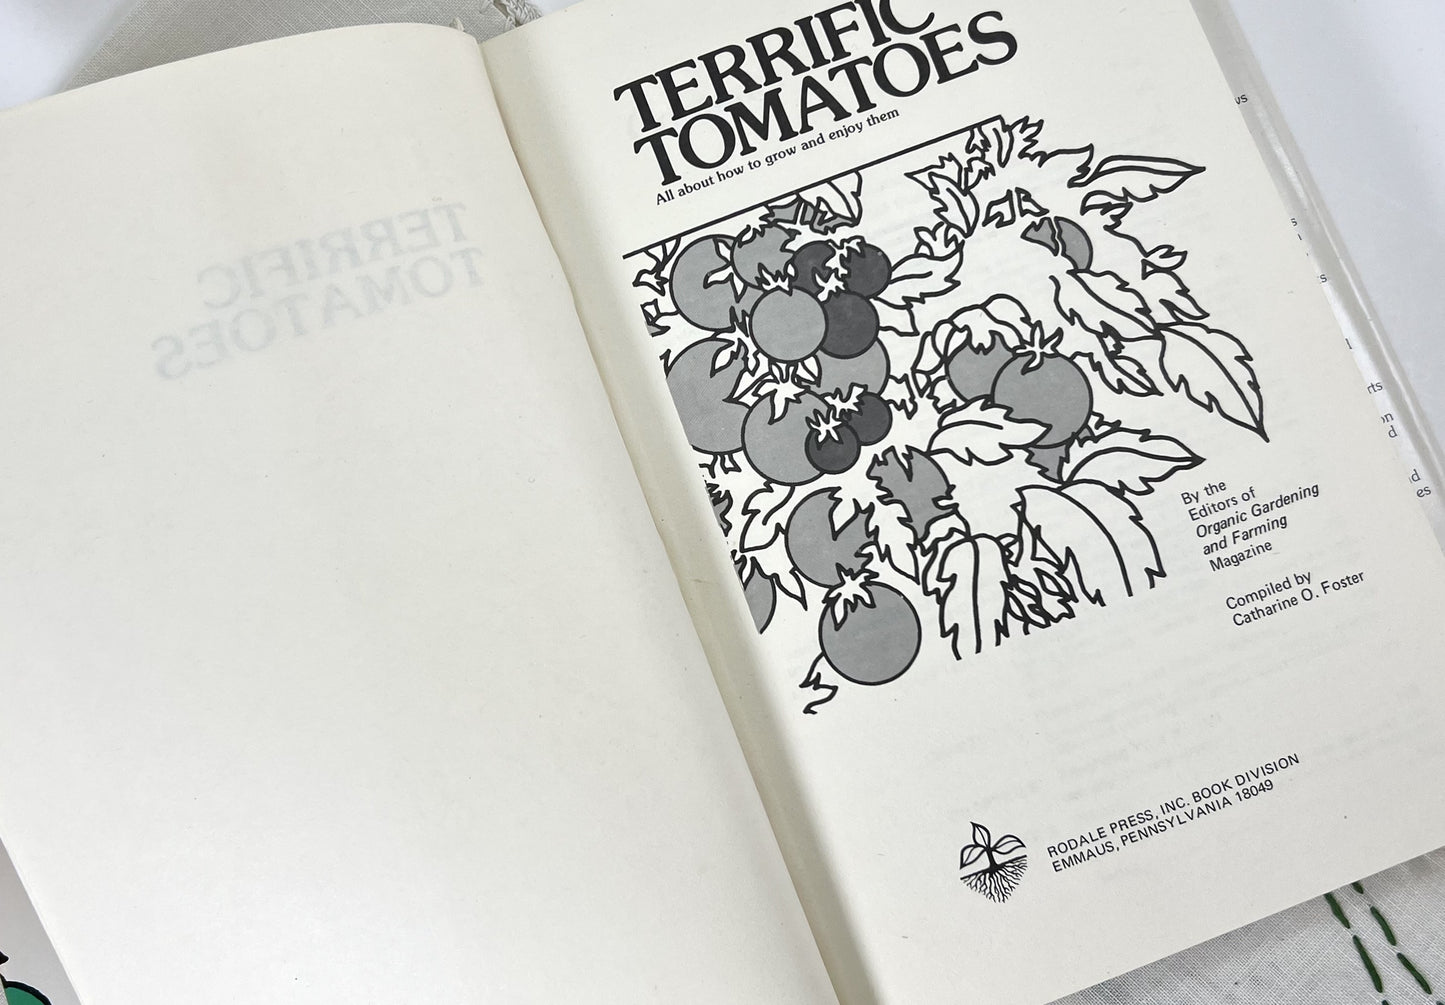 TERRIFIC
TOMATOES
All about how to grow and enjoy them
By the
Editors of
Organic Gardening
and Farming
Magazine
Compiled by
Catharine O. Foster
RODALE PRESS, INC. BOOK DIVISION
EMMAUS, PENNSYLVANIA 18049